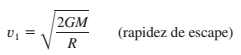 v₁ = √(2GM/R) (rapidez de escape)